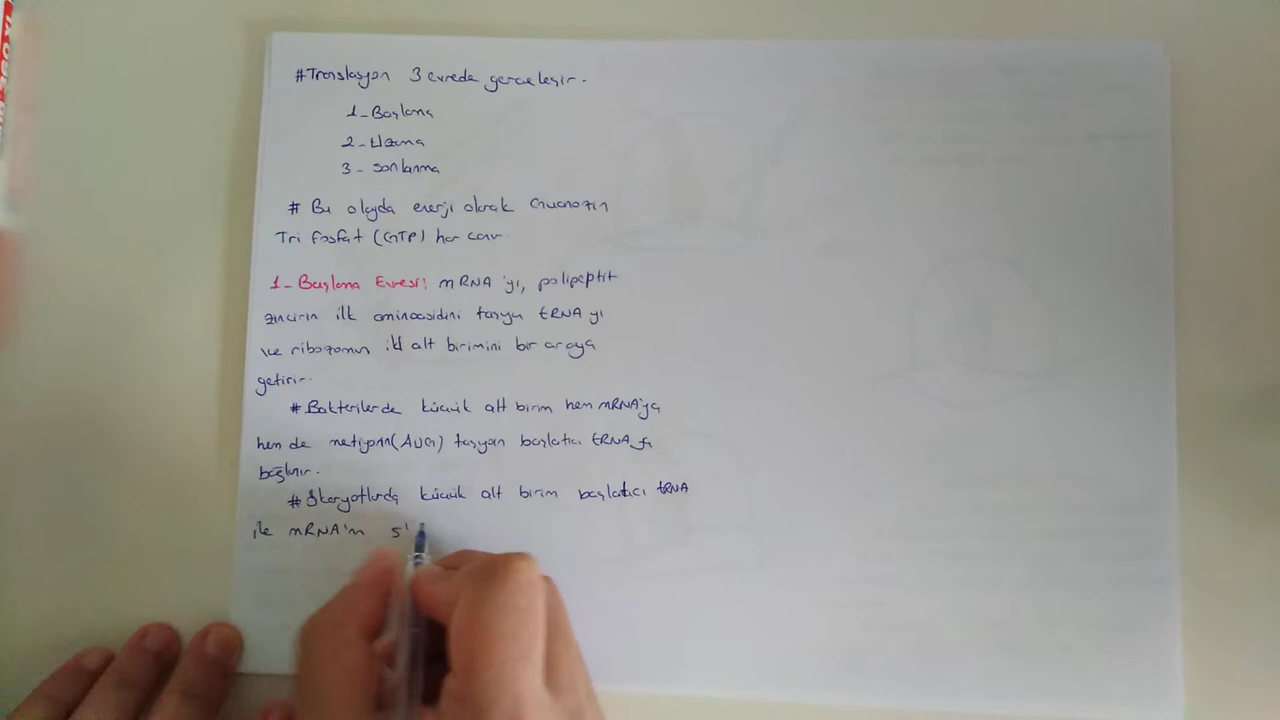 #Translasyon 3 evrede gerçekleşir.
1- Başlama
2- Uzama
3- Sonlanma
# Bu olayda enerji olarak Guanozin
Tri fosfat (GTP) harcanır.
1- Başlama Evresi: mRNA'yı, polipeptit
zincirin ilk aminoasidini taşıyan tRNA yı
ve ribozomun iki alt birimini bir araya
getirir.
#Bakterilerde küçük alt birim hem mRNA'ya
hem de metiyonin(AUG) taşıyan başlatıcı tRNA ya
bağlanır.
#Ökaryotlarda küçük alt birim başlatıcı tRNA
ile mRNA'nın 5'